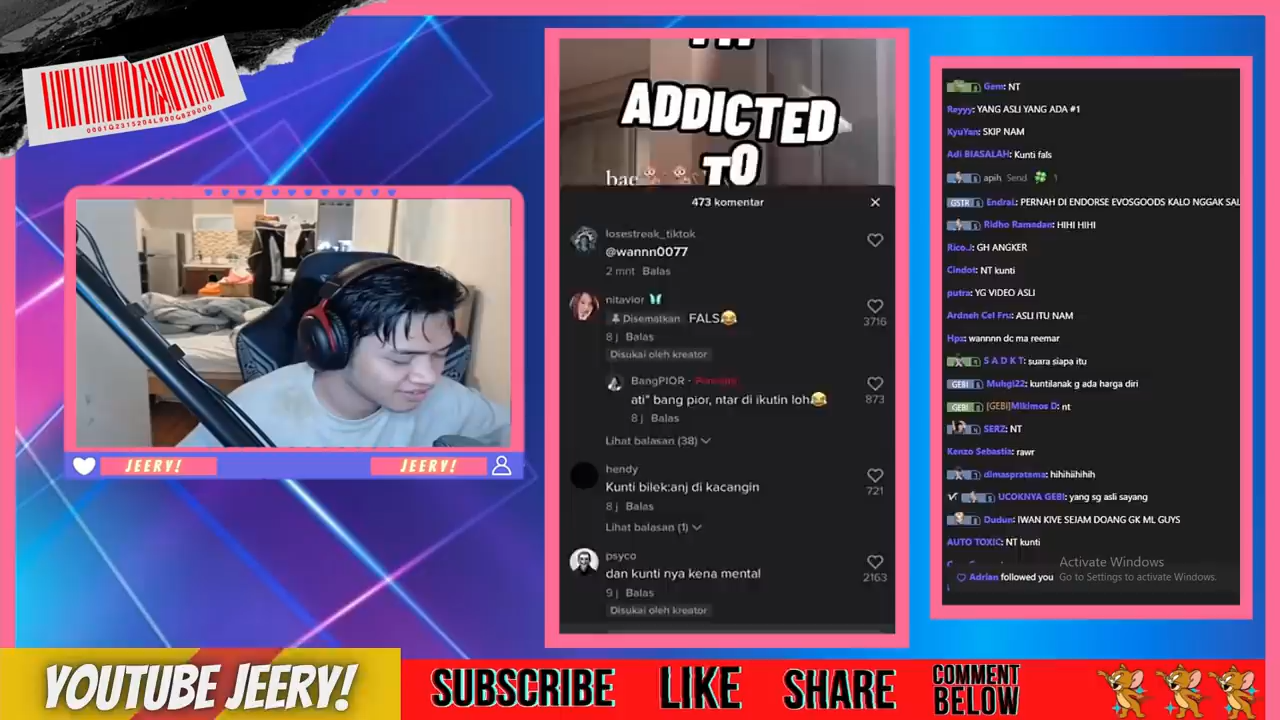 JEERY!
JEERY!
ADDICTED
TO
bae
473 komentar
losestreak_tiktok
@wannn0077
2 mnt Balas
nitavior
Disematkan FALS
3716
8 j Balas
Disukai oleh kreator
BangPIOR
ati" bang pior, ntar di ikutin loh
873
8 j Balas
Lihat balasan (38)
hendy
Kunti bilek:anj di kacangin
721
8 j Balas
Lihat balasan (1)
psyco
dan kunti nya kena mental
2163
9 j Balas
Disukai oleh kreator
NT
Reyyy: YANG ASLI YANG ADA #1
KyuYan: SKIP NAM
Adi BIASALAH: Kunti fals
apih Send 1
GSTR EndraL: PERNAH DI ENDORSE EVOSGOODS KALO NGGAK SAL
Ridho Ramadan: HIHI HIHI
Rico.J: GH ANGKER
Cindot: NT kunti
putra: YG VIDEO ASLI
Ardneh Cel Fru: ASLI ITU NAM
Hpz: wannnn dc ma reemar
S A D K T: suara siapa itu
GEBI Muhgi22: kuntilanak g ada harga diri
GEBI [GEBI]Mikimos D: nt
SERZ: NT
Kenzo Sebastia: rawr
dimaspratama: hihihiihihih
UCOKNYA GEBI: yang sg asli sayang
Dudun: IWAN KIVE SEJAM DOANG GK ML GUYS
AUTO TOXIC: NT kunti
Adrian followed you
Activate Windows
Go to Settings to activate Windows.
YOUTUBE JEERY!
SUBSCRIBE
LIKE
SHARE
COMMENT
BELOW